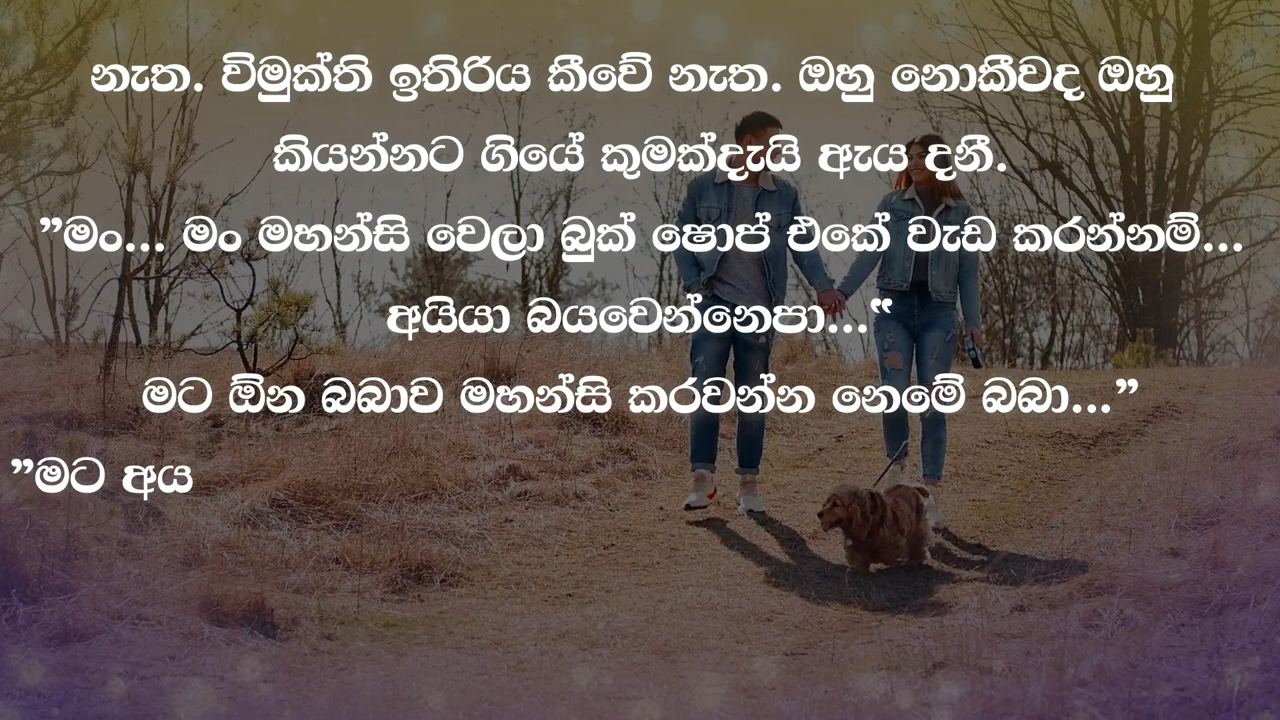 නැත. විමුක්ති ඉතිරිය කීවේ නැත. ඔහු නොකීවද ඔහු
කියන්නට ගියේ කුමක්දැයි ඇය දනී.
”මං... මං මහන්සි වෙලා බුක් ෂොප් එකේ වැඩ කරන්නම්...
අයියා බයවෙන්නෙපා...“
මට ඕන බබාව මහන්සි කරවන්න නෙමේ බබා...”
”මට අය